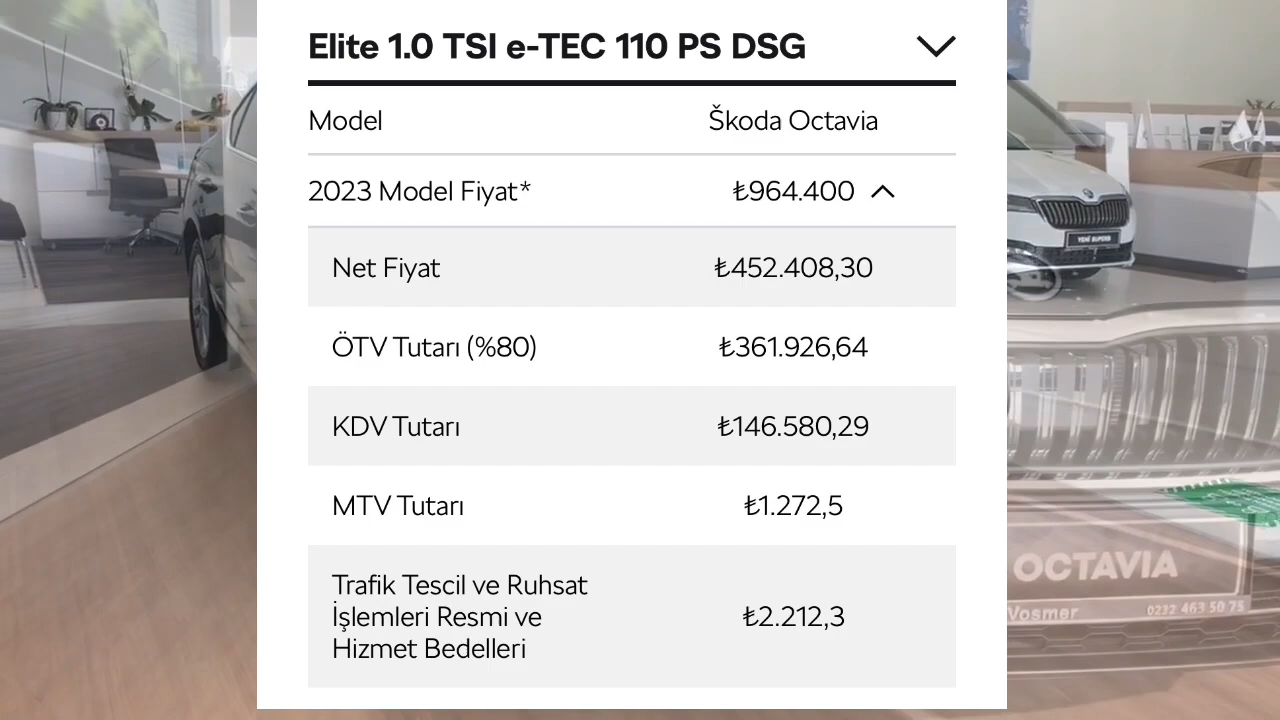 Elite 1.0 TSI e-TEC 110 PS DSG
Model Škoda Octavia
2023 Model Fiyat* ₺964.400
Net Fiyat ₺452.408,30
ÖTV Tutarı (%80) ₺361.926,64
KDV Tutarı ₺146.580,29
MTV Tutarı ₺1.272,5
Trafik Tescil ve Ruhsat
İşlemleri Resmi ve
Hizmet Bedelleri ₺2.212,3
YENİ SUPERB
OCTAVIA
Vosmer 0232 463 50 75